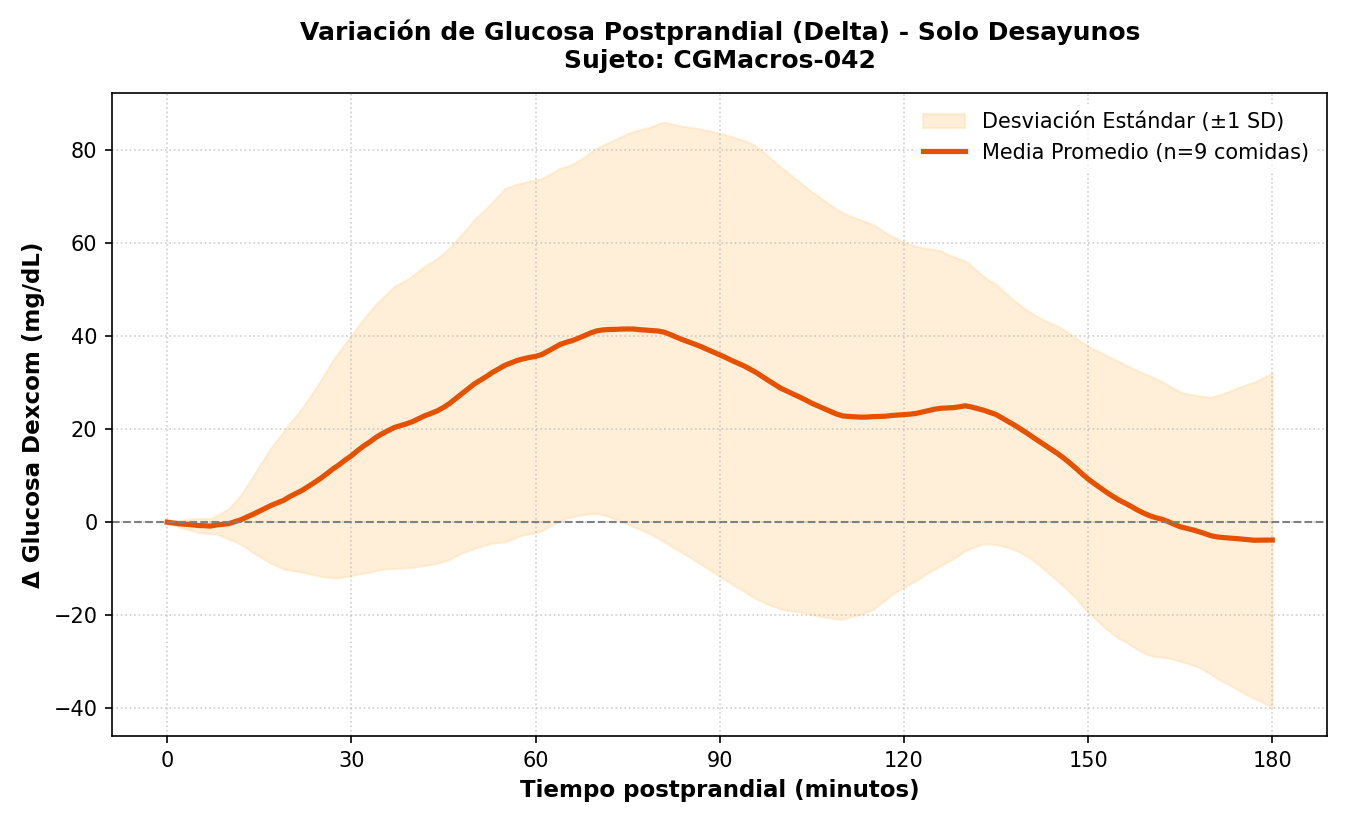 Variación de Glucosa Postprandial (Delta) - Solo Desayunos
Sujeto: CGMacros-042
Desviación Estándar (±1 SD)
Media Promedio (n=9 comidas)
Δ Glucosa Dexcom (mg/dL)
80
60
40
20
0
−20
−40
0 30 60 90 120 150 180
Tiempo postprandial (minutos)